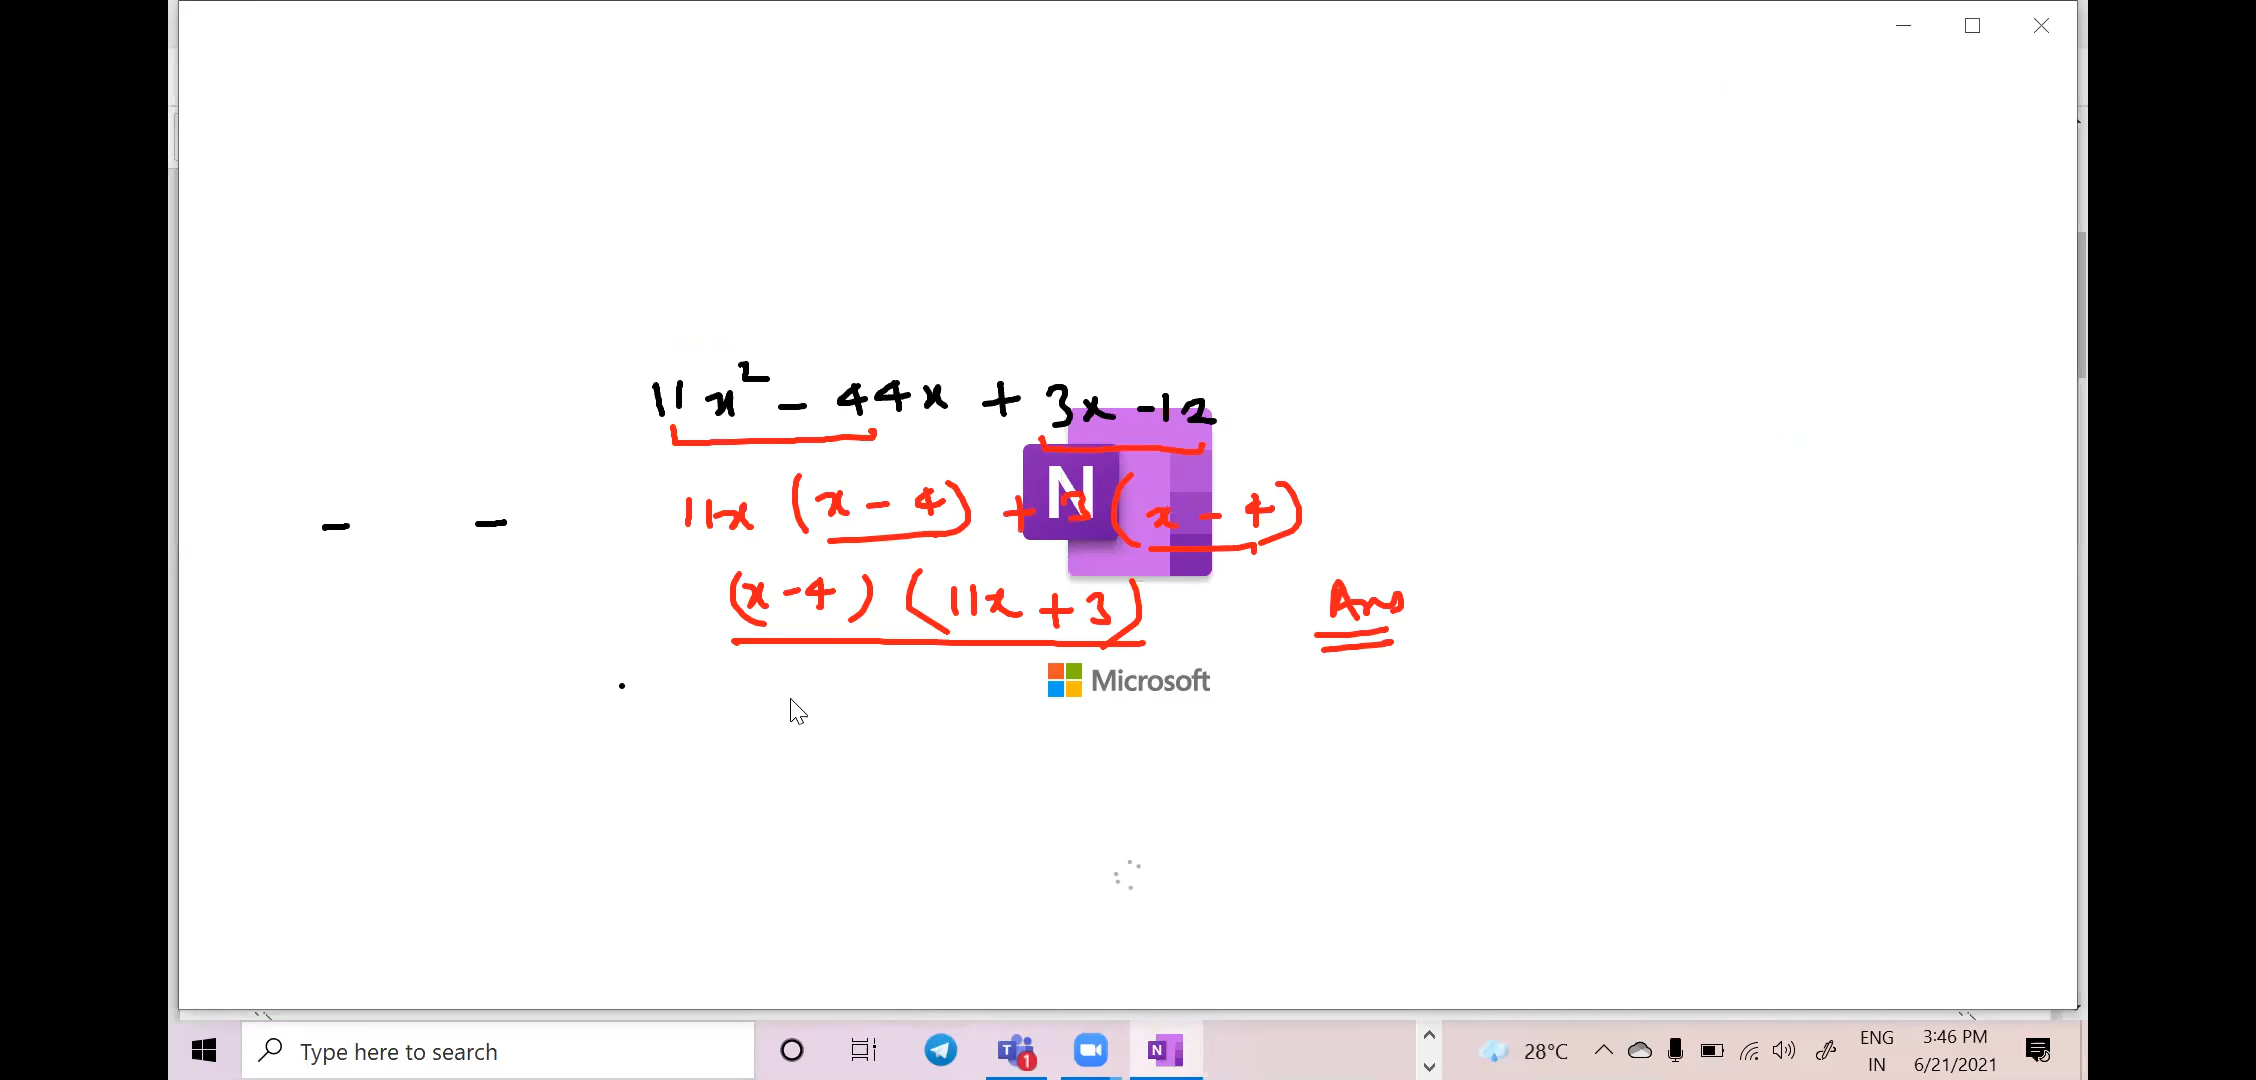 11x² - 44x + 3x - 12
N
11x (x - 4) + 3 (x - 4)
- -
(x - 4) (11x + 3) Ans
Microsoft
Type here to search
T 1
N
28°C
ENG
IN
3:46 PM
6/21/2021